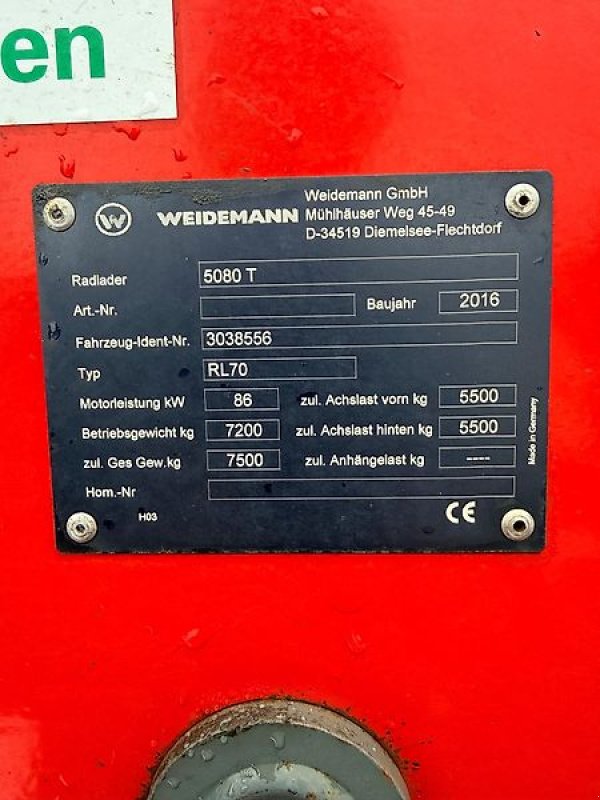 en
W WEIDEMANN
Weidemann GmbH
Mühlhäuser Weg 45-49
D-34519 Diemelsee-Flechtdorf
Radlader 5080 T
Art.-Nr. Baujahr 2016
Fahrzeug-Ident-Nr. 3038556
Typ RL70
Motorleistung kW 86 zul. Achslast vorn kg 5500
Betriebsgewicht kg 7200 zul. Achslast hinten kg 5500
zul. Ges Gew.kg 7500 zul. Anhängelast kg ----
Hom.-Nr
H03 CE
Made in Germany